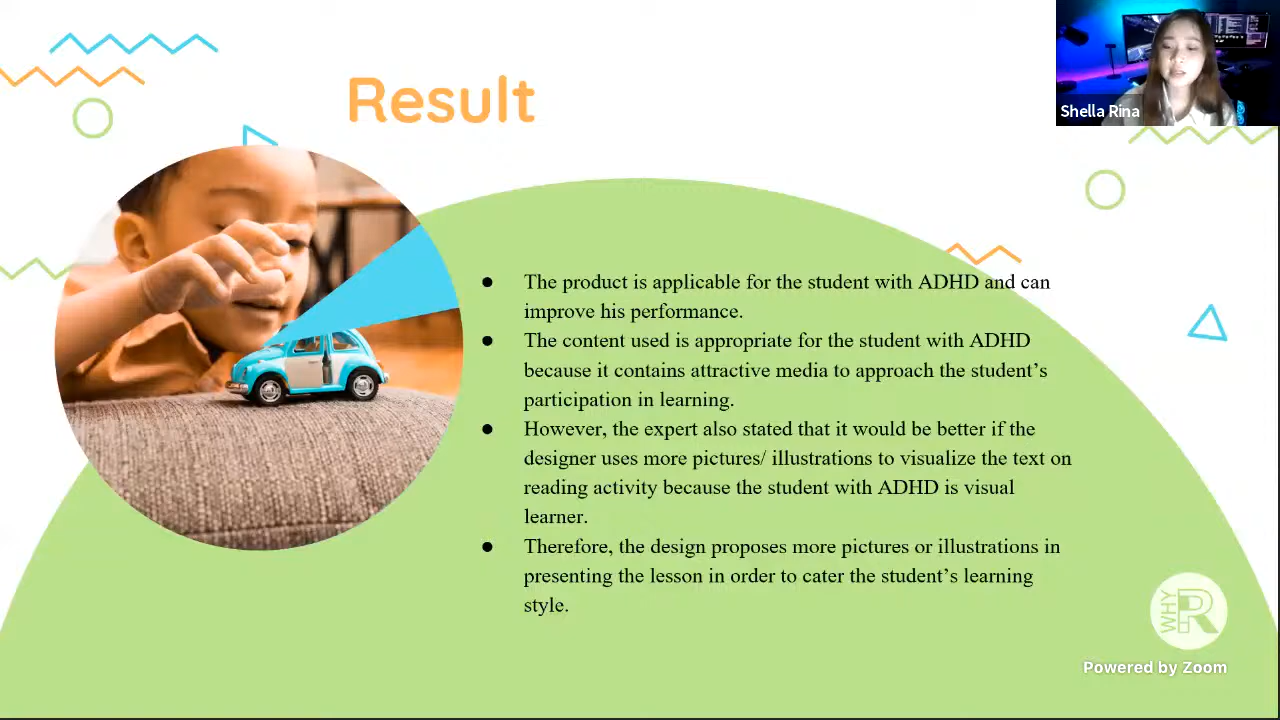 Result
Shella Rina
● The product is applicable for the student with ADHD and can
improve his performance.
● The content used is appropriate for the student with ADHD
because it contains attractive media to approach the student’s
participation in learning.
● However, the expert also stated that it would be better if the
designer uses more pictures/ illustrations to visualize the text on
reading activity because the student with ADHD is visual
learner.
● Therefore, the design proposes more pictures or illustrations in
presenting the lesson in order to cater the student’s learning
style.
WHY
R
Powered by Zoom